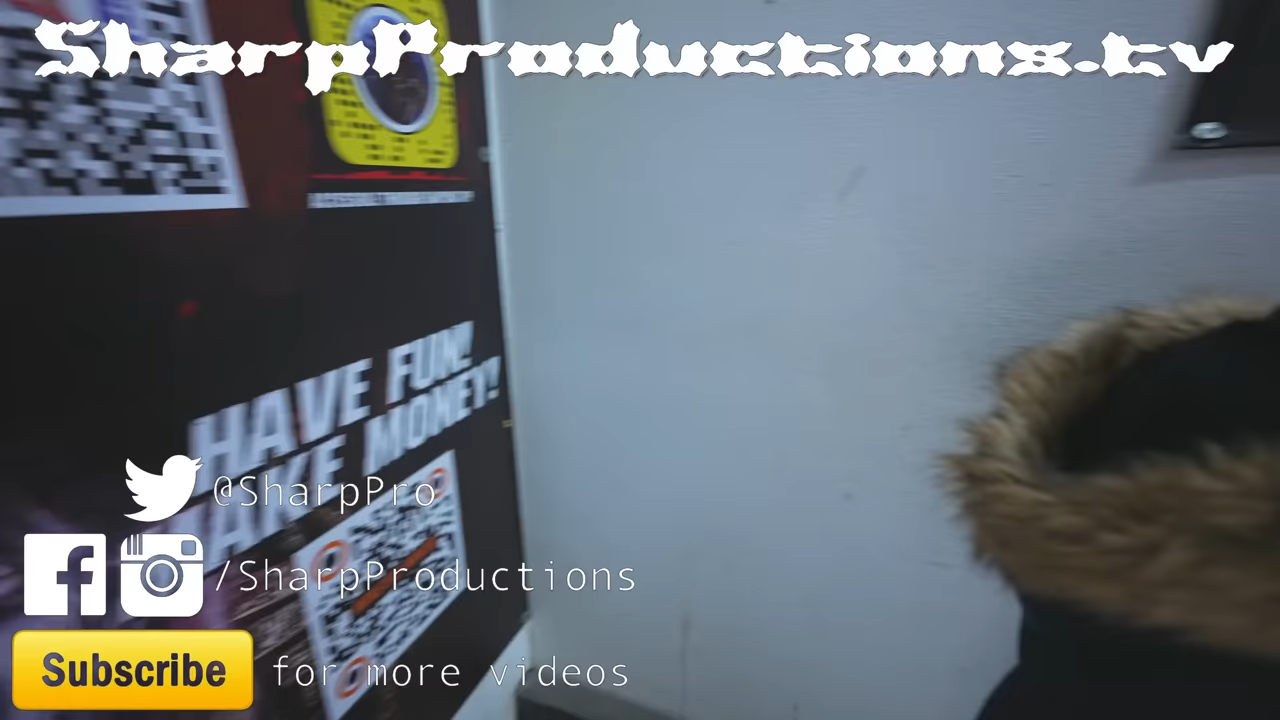 SharpProductions.tv
HAVE FUN!
MAKE MONEY!
@SharpPro
/SharpProductions
Subscribe for more videos